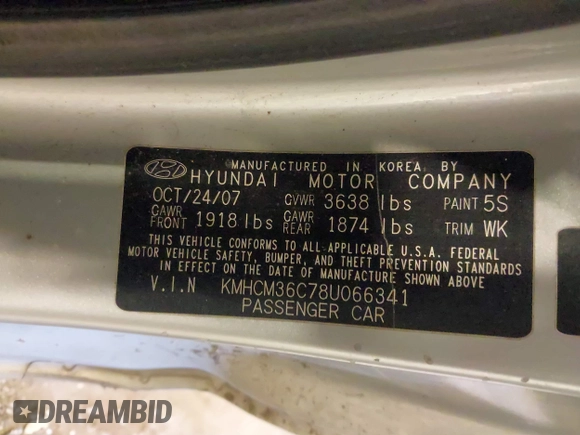 MANUFACTURED IN KOREA BY
HYUNDAI MOTOR COMPANY
OCT/24/07 GVWR 3638 lbs PAINT 5S
GAWR FRONT 1918 lbs GAWR REAR 1874 lbs TRIM WK
THIS VEHICLE CONFORMS TO ALL APPLICABLE U.S.A. FEDERAL
MOTOR VEHICLE SAFETY, BUMPER, AND THEFT PREVENTION STANDARDS
IN EFFECT ON THE DATE OF MANUFACTURE SHOWN ABOVE
V.I.N KMHCM36C78U066341
PASSENGER CAR
DREAMBID